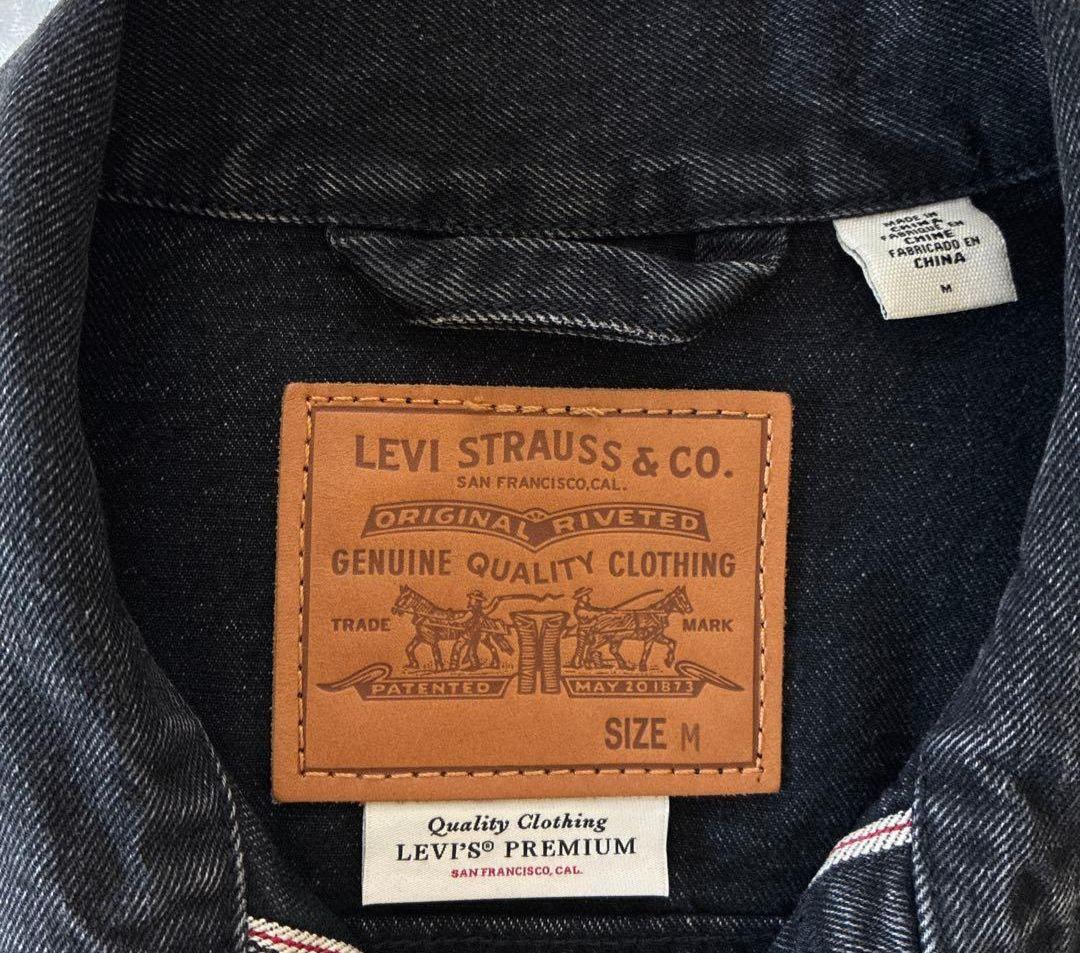 MADE IN
CHINA
FABRIQUÉ EN
CHINE
FABRICADO EN
CHINA
M
LEVI STRAUSS & CO.
SAN FRANCISCO, CAL.
ORIGINAL RIVETED
GENUINE QUALITY CLOTHING
TRADE MARK
PATENTED MAY 20 1873
SIZE M
Quality Clothing
LEVI'S® PREMIUM
SAN FRANCISCO, CAL.